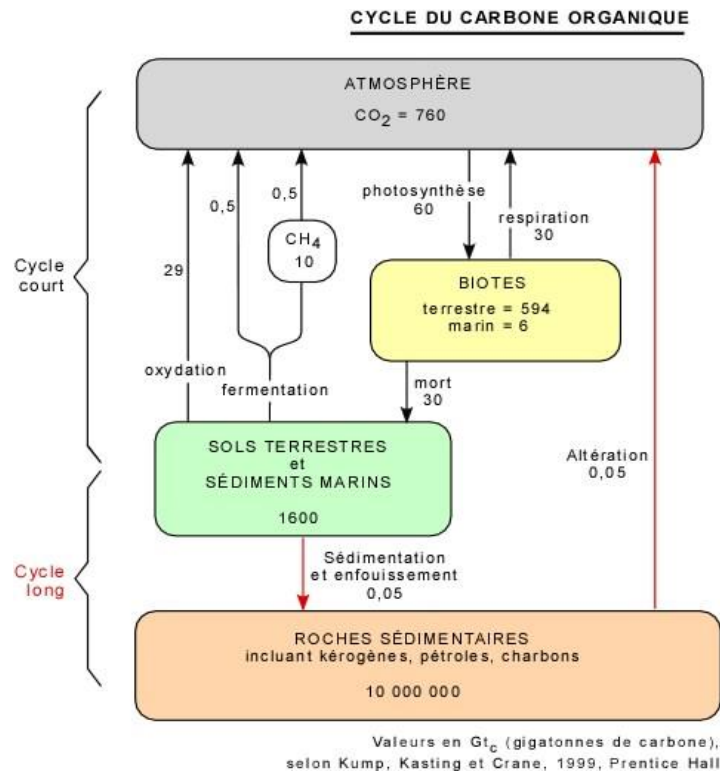 CYCLE DU CARBONE ORGANIQUE
ATMOSPHÈRE
CO₂ = 760
29
0,5
0,5
CH₄
10
photosynthèse
60
respiration
30
Cycle
court
BIOTES
terrestre = 594
marin = 6
oxydation
fermentation
mort
30
SOLS TERRESTRES
et
SÉDIMENTS MARINS
1600
Altération
0,05
Cycle
long
Sédimentation
et enfouissement
0,05
ROCHES SÉDIMENTAIRES
incluant kérogènes, pétroles, charbons
10 000 000
Valeurs en Gtc (gigatonnes de carbone),
selon Kump, Kasting et Crane, 1999, Prentice Hall